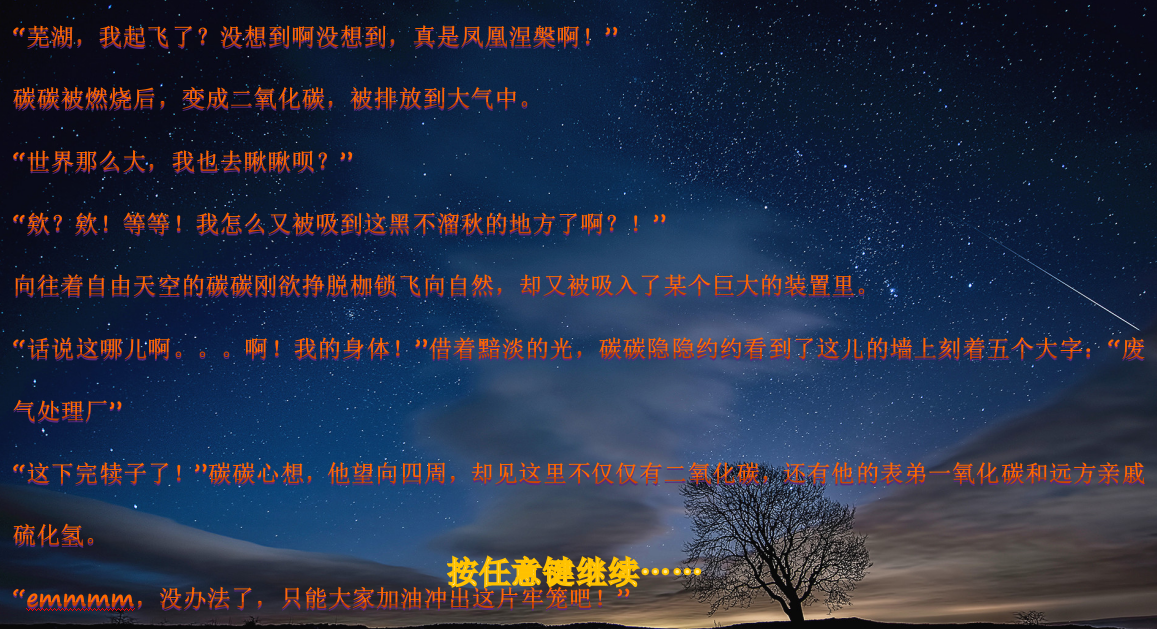 “芜湖，我起飞了？没想到啊没想到，真是凤凰涅槃啊！”
碳碳被燃烧后，变成二氧化碳，被排放到大气中。
“世界那么大，我也去瞅瞅呗？”
“欸？欸！等等！我怎么又被吸到这黑不溜秋的地方了啊？！”
向往着自由天空的碳碳刚欲挣脱枷锁飞向自然，却又被吸入了某个巨大的装置里。
“话说这哪儿啊。。。啊！我的身体！”借着黯淡的光，碳碳隐隐约约看到了这儿的墙上刻着五个大字：“废
气处理厂”
“这下完犊子了！”碳碳心想，他望向四周，却见这里不仅仅有二氧化碳，还有他的表弟一氧化碳和远方亲戚
硫化氢。
按任意键继续……
“emmmm，没办法了，只能大家加油冲出这片牢笼吧！”